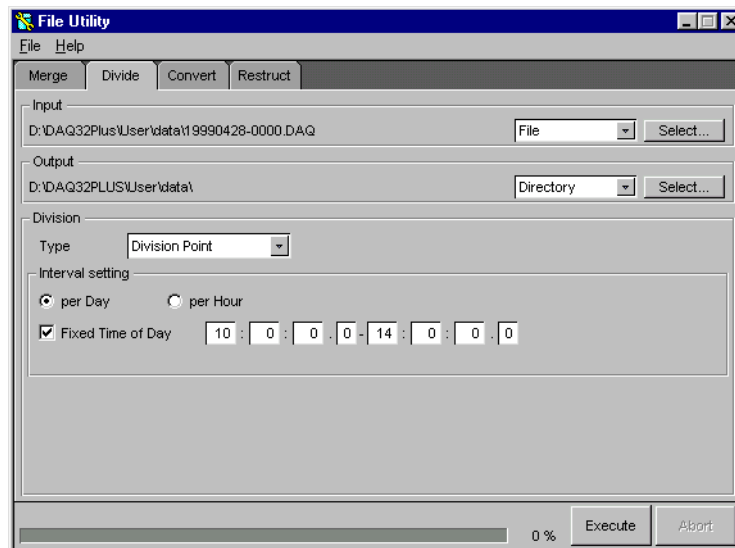 File Utility
File Help
Merge Divide Convert Restruct
Input
D:\DAQ32Plus\User\data\19990428-0000.DAQ File Select...
Output
D:\DAQ32PLUS\User\data\ Directory Select...
Division
Type Division Point
Interval setting
per Day per Hour
Fixed Time of Day 10 : 0 : 0 . 0 - 14 : 0 : 0 . 0
0 % Execute Abort